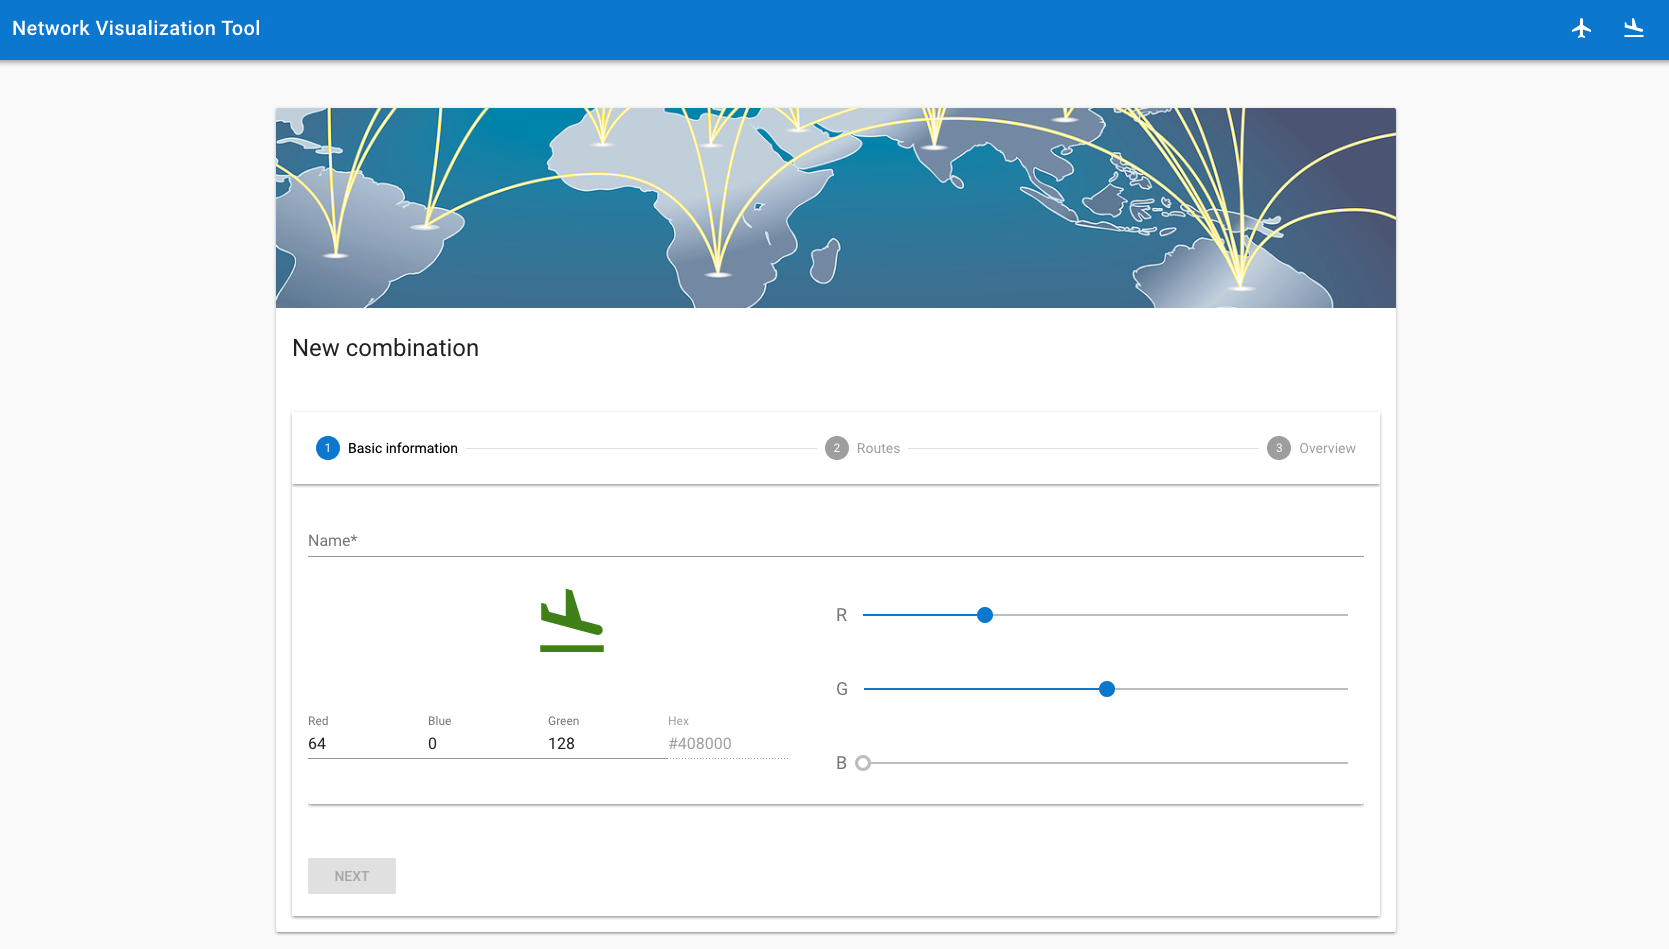 Network Visualization Tool
New combination
1 Basic information 2 Routes 3 Overview
Name*
R
G
Red Blue Green Hex
64 0 128 #408000
B
NEXT